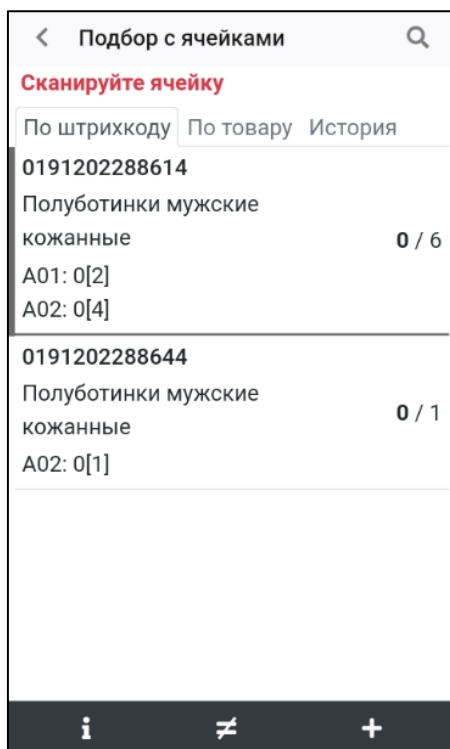 Подбор с ячейками
Сканируйте ячейку
По штрихкоду По товару История
0191202288614
Полуботинки мужские
кожанные
0 / 6
A01: 0[2]
A02: 0[4]
0191202288644
Полуботинки мужские
кожанные
0 / 1
A02: 0[1]
i ≠ +